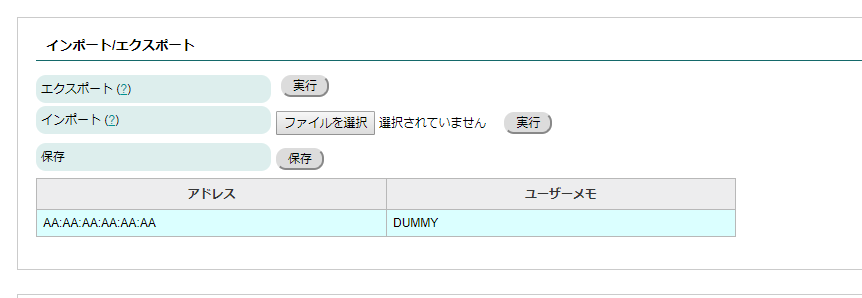 インポート/エクスポート
エクスポート (?) 実行
インポート (?) ファイルを選択 選択されていません 実行
保存 保存
アドレス ユーザーメモ
AA:AA:AA:AA:AA:AA DUMMY